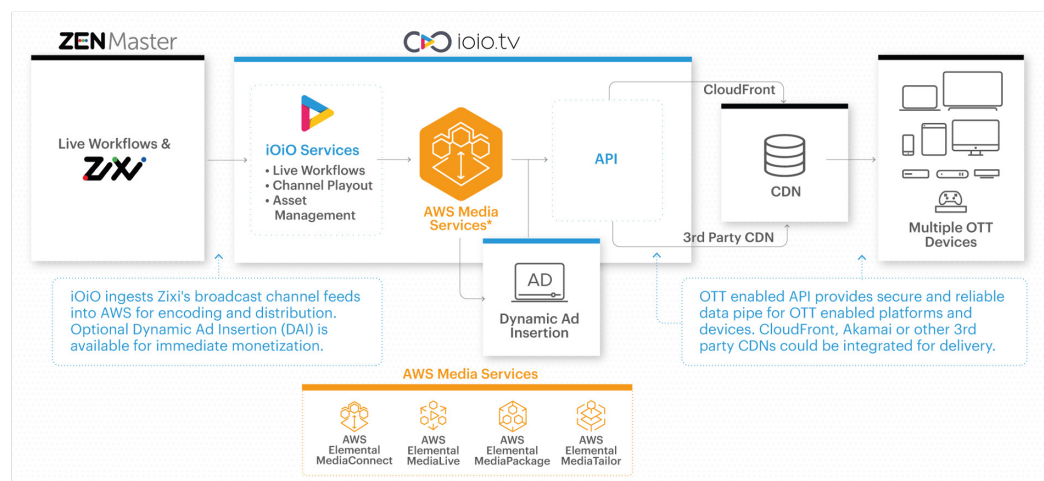 ZEN Master
ioio.tv
Live Workflows &
ZiXi
iOiO Services
• Live Workflows
• Channel Playout
• Asset
Management
AWS Media
Services*
API
CloudFront
3rd Party CDN
CDN
Multiple OTT
Devices
AD
Dynamic Ad
Insertion
iOiO ingests Zixi's broadcast channel feeds
into AWS for encoding and distribution.
Optional Dynamic Ad Insertion (DAI) is
available for immediate monetization.
OTT enabled API provides secure and reliable
data pipe for OTT enabled platforms and
devices. CloudFront, Akamai or other 3rd
party CDNs could be integrated for delivery.
AWS Media Services
AWS
Elemental
MediaConnect
AWS
Elemental
MediaLive
AWS
Elemental
MediaPackage
AWS
Elemental
MediaTailor